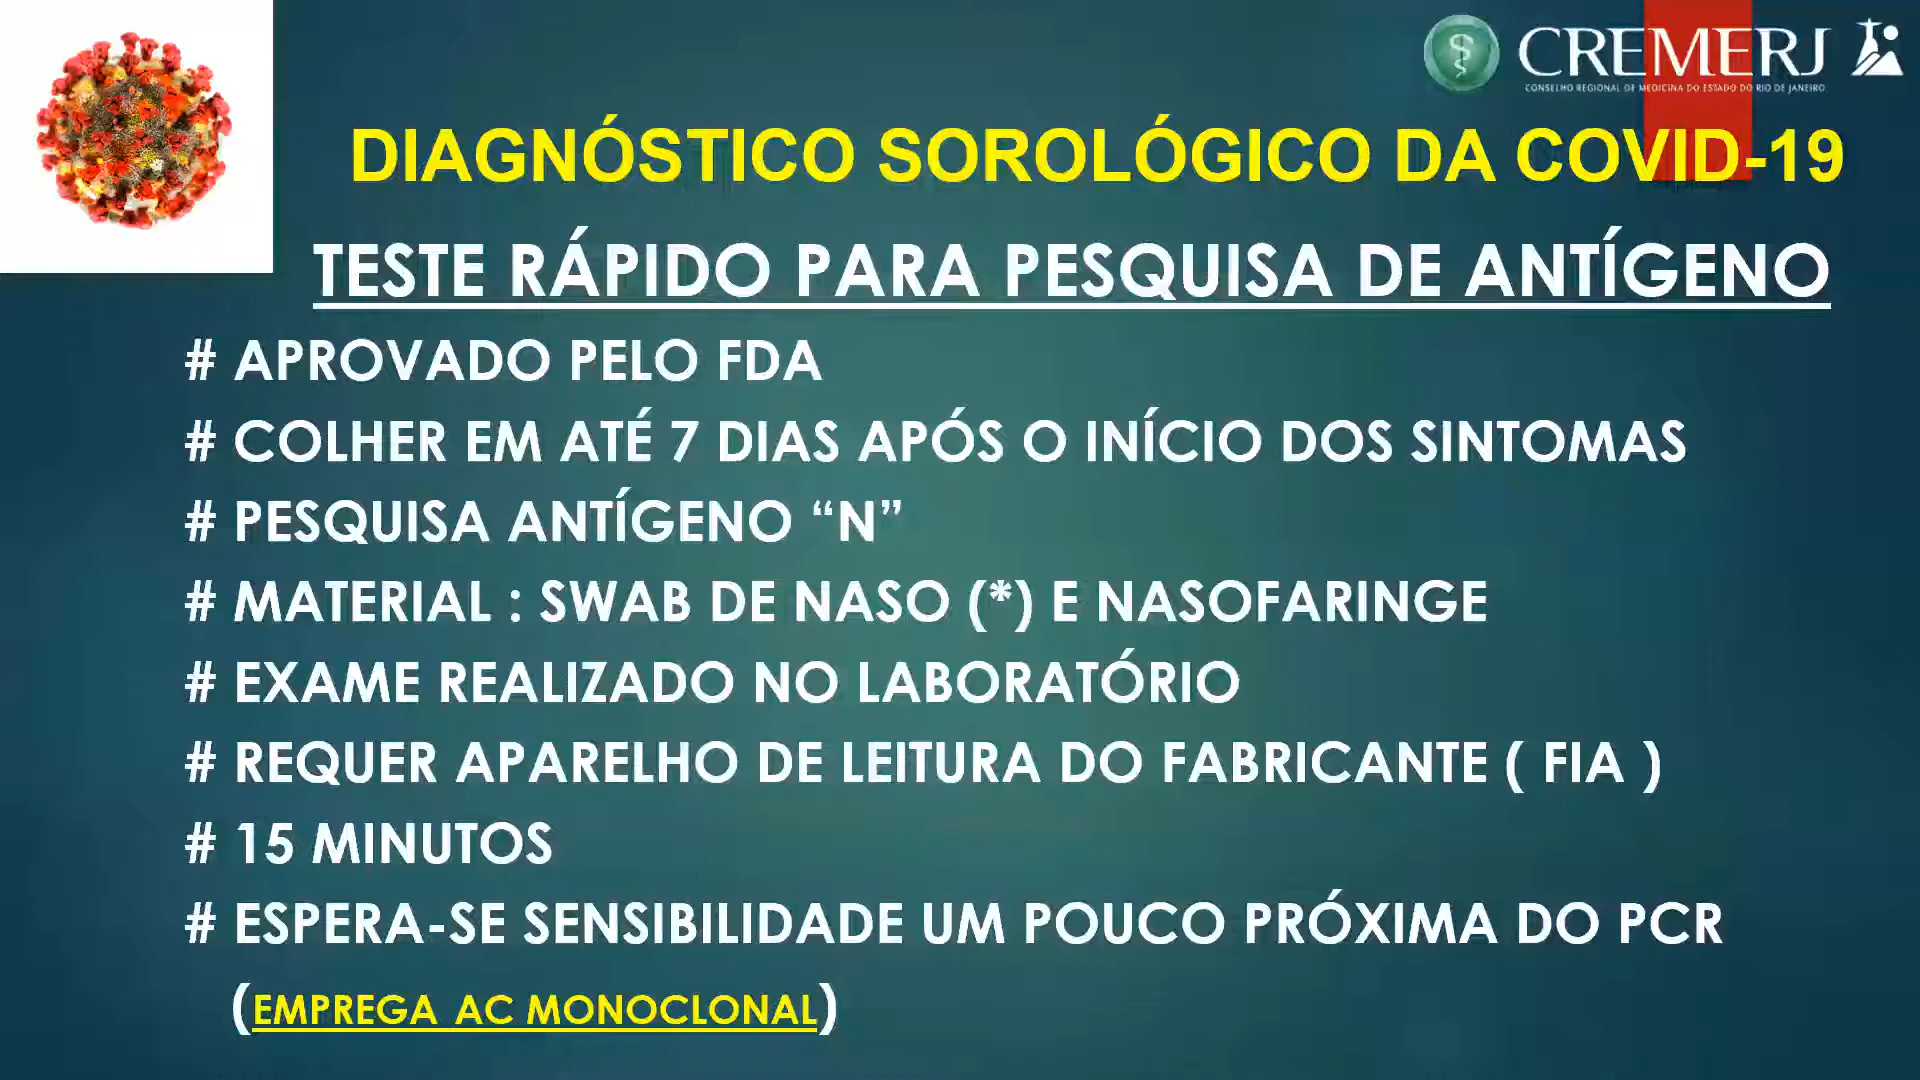 CREMERJ
CONSELHO REGIONAL DE MEDICINA DO ESTADO DO RIO DE JANEIRO
DIAGNÓSTICO SOROLÓGICO DA COVID-19
TESTE RÁPIDO PARA PESQUISA DE ANTÍGENO
# APROVADO PELO FDA
# COLHER EM ATÉ 7 DIAS APÓS O INÍCIO DOS SINTOMAS
# PESQUISA ANTÍGENO “N”
# MATERIAL : SWAB DE NASO (*) E NASOFARINGE
# EXAME REALIZADO NO LABORATÓRIO
# REQUER APARELHO DE LEITURA DO FABRICANTE ( FIA )
# 15 MINUTOS
# ESPERA-SE SENSIBILIDADE UM POUCO PRÓXIMA DO PCR
(EMPREGA AC MONOCLONAL)